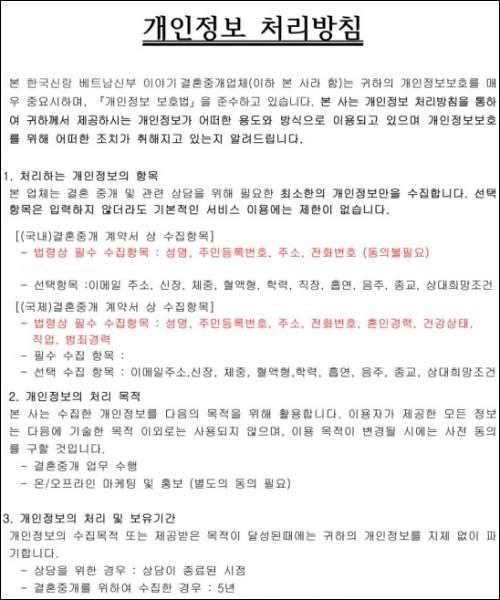 개인정보 처리방침
본 한국신랑 베트남신부 이야기결혼중개업체(이하 본 사라 함)는 귀하의 개인정보보호를 매
우 중요시하며, 『개인정보 보호법』을 준수하고 있습니다. 본 사는 개인정보 처리방침을 통하
여 귀하께서 제공하시는 개인정보가 어떠한 용도와 방식으로 이용되고 있으며 개인정보보호
를 위해 어떠한 조치가 취해지고 있는지 알려드립니다.
1. 처리하는 개인정보의 항목
본 업체는 결혼 중개 및 관련 상담을 위해 필요한 최소한의 개인정보만을 수집합니다. 선택
항목은 입력하지 않더라도 기본적인 서비스 이용에는 제한이 없습니다.
[(국내)결혼중개 계약서 상 수집항목]
- 법령상 필수 수집항목 : 성명, 주민등록번호, 주소, 전화번호 (동의불필요)
- 선택항목 :이메일 주소, 신장, 체중, 혈액형, 학력, 직장, 흡연, 음주, 종교, 상대희망조건
[(국제)결혼중개 계약서 상 수집항목]
- 법령상 필수 수집항목 : 성명, 주민등록번호, 주소, 전화번호, 혼인경력, 건강상태,
직업, 범죄경력
- 필수 수집 항목 :
- 선택 수집 항목 : 이메일주소,신장, 체중, 혈액형,학력, 흡연, 음주, 종교, 상대희망조건
2. 개인정보의 처리 목적
본 사는 수집한 개인정보를 다음의 목적을 위해 활용합니다. 이용자가 제공한 모든 정보
는 다음에 기술한 목적 이외로는 사용되지 않으며, 이용 목적이 변경될 시에는 사전 동의
를 구할 것입니다.
- 결혼중개 업무 수행
- 온/오프라인 마케팅 및 홍보 (별도의 동의 필요)
3. 개인정보의 처리 및 보유기간
개인정보의 수집목적 또는 제공받은 목적이 달성된때에는 귀하의 개인정보를 지체 없이 파
기합니다.
- 상담을 위한 경우 : 상담이 종료된 시점
- 결혼중개를 위하여 수집한 경우 : 5년